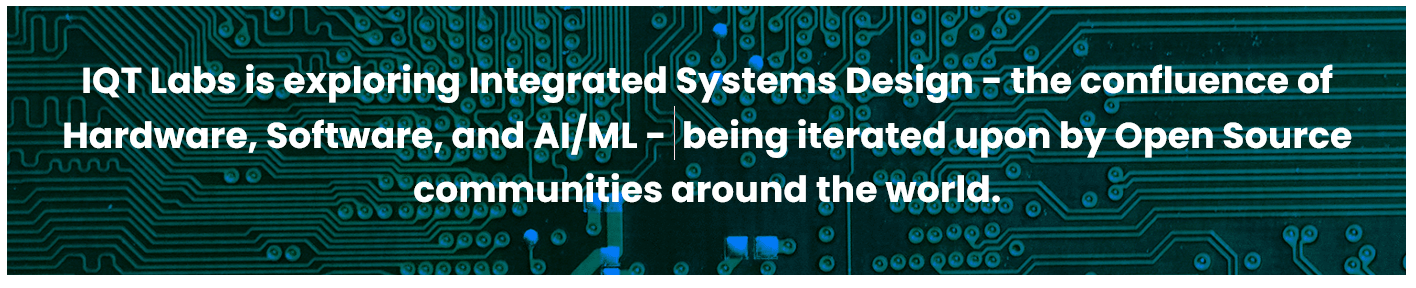 IQT Labs is exploring Integrated Systems Design - the confluence of
Hardware, Software, and AI/ML - being iterated upon by Open Source
communities around the world.